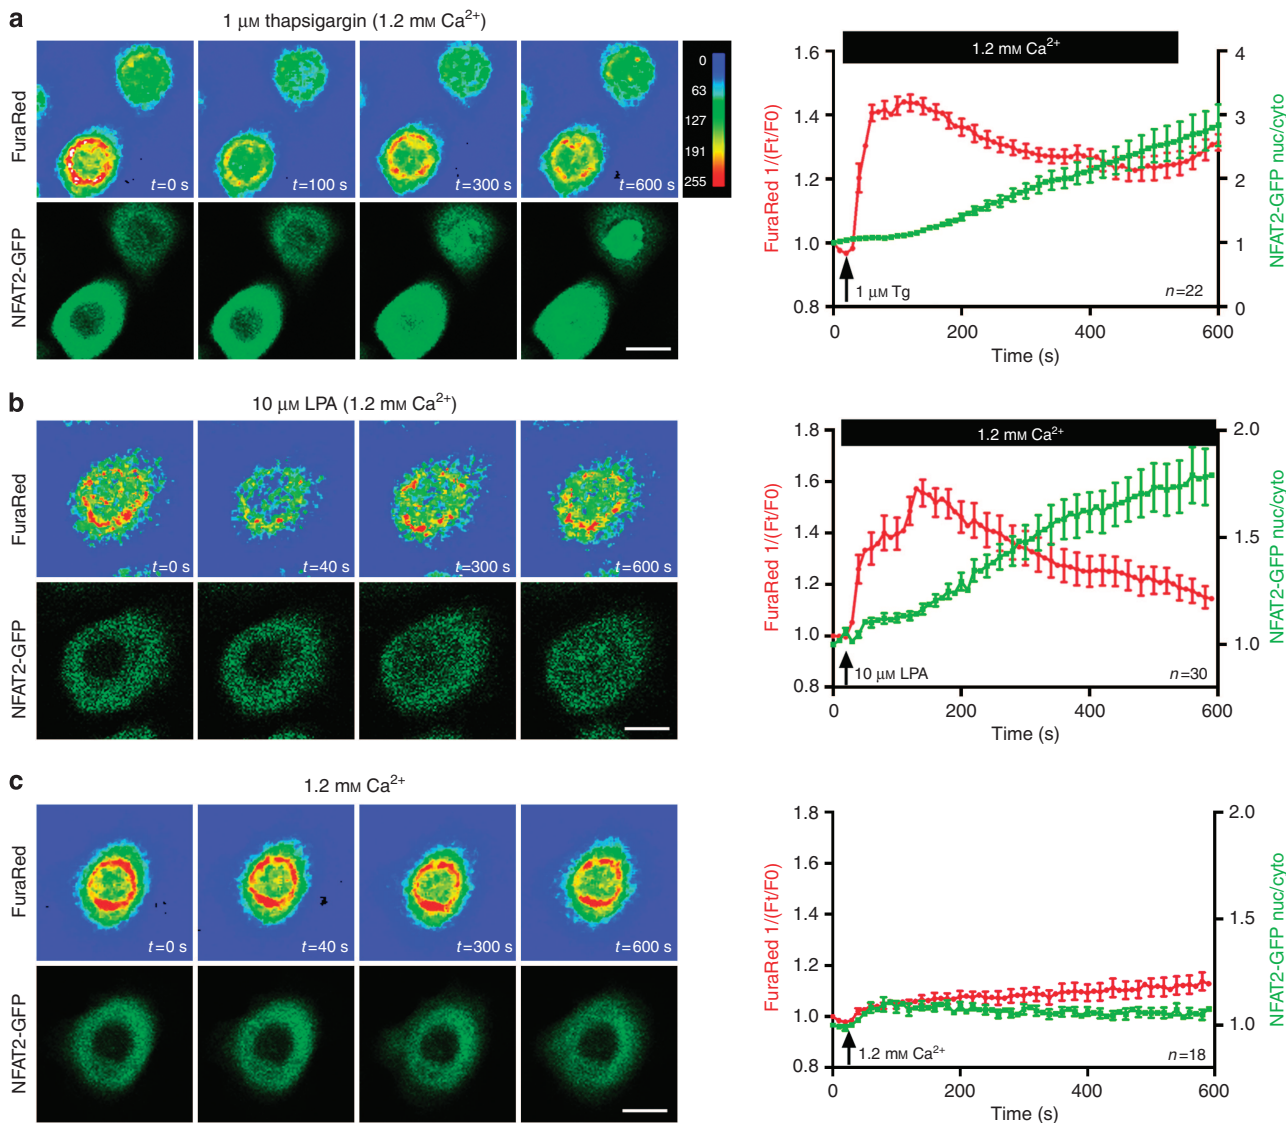 a
1 μM thapsigargin (1.2 mM Ca²⁺)
FuraRed
t=0 s
t=100 s
t=300 s
t=600 s
0
63
127
191
255
NFAT2-GFP
1.2 mM Ca²⁺
FuraRed 1/(Ft/F0)
1.6
1.4
1.2
1.0
0.8
4
3
2
1
0
NFAT2-GFP nuc/cyto
1 μM Tg
n=22
0
200
400
600
Time (s)
b
10 μM LPA (1.2 mM Ca²⁺)
FuraRed
t=0 s
t=40 s
t=300 s
t=600 s
NFAT2-GFP
1.2 mM Ca²⁺
FuraRed 1/(Ft/F0)
1.8
1.6
1.4
1.2
1.0
0.8
2.0
1.5
1.0
NFAT2-GFP nuc/cyto
10 μM LPA
n=30
0
200
400
600
Time (s)
c
1.2 mM Ca²⁺
FuraRed
t=0 s
t=40 s
t=300 s
t=600 s
NFAT2-GFP
FuraRed 1/(Ft/F0)
1.8
1.6
1.4
1.2
1.0
0.8
2.0
1.5
1.0
NFAT2-GFP nuc/cyto
1.2 mM Ca²⁺
n=18
0
200
400
600
Time (s)